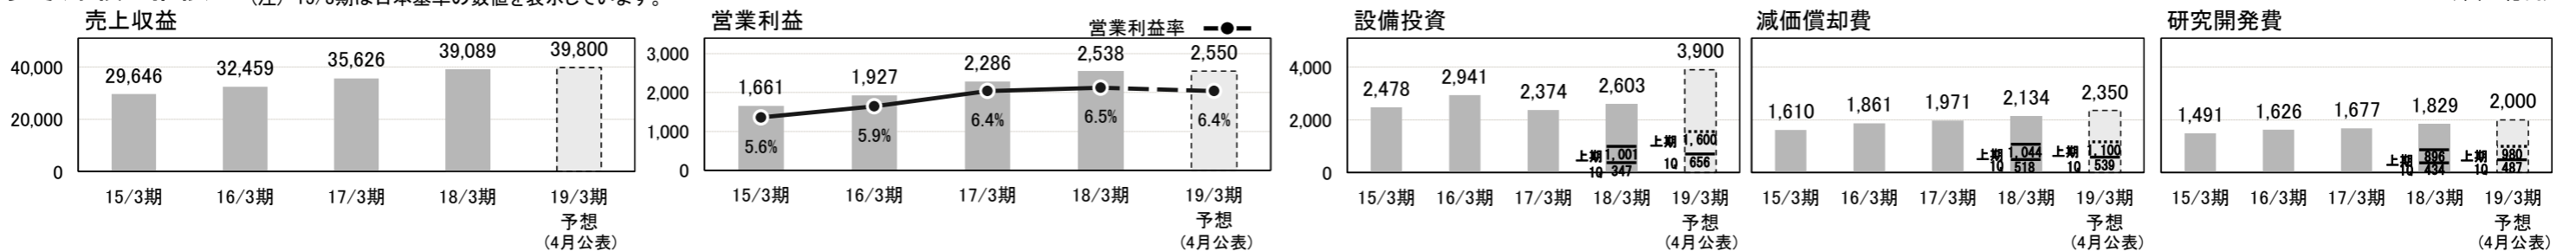 (注) 15/3期は日本基準の数値を表示しています。
売上収益
40,000
20,000
0
29,646
32,459
35,626
39,089
39,800
15/3期
16/3期
17/3期
18/3期
19/3期
予想
(4月公表)
営業利益
営業利益率
3,000
2,000
1,000
0
1,661
1,927
2,286
2,538
2,550
5.6%
5.9%
6.4%
6.5%
6.4%
15/3期
16/3期
17/3期
18/3期
19/3期
予想
(4月公表)
設備投資
4,000
2,000
0
2,478
2,941
2,374
2,603
3,900
上期 1,001
1Q 347
上期 1,600
1Q 656
15/3期
16/3期
17/3期
18/3期
19/3期
予想
(4月公表)
減価償却費
1,610
1,861
1,971
2,134
2,350
上期 1,044
1Q 518
上期 1,100
1Q 539
15/3期
16/3期
17/3期
18/3期
19/3期
予想
(4月公表)
研究開発費
1,491
1,626
1,677
1,829
2,000
上期 896
1Q 434
上期 980
1Q 487
15/3期
16/3期
17/3期
18/3期
19/3期
予想
(4月公表)